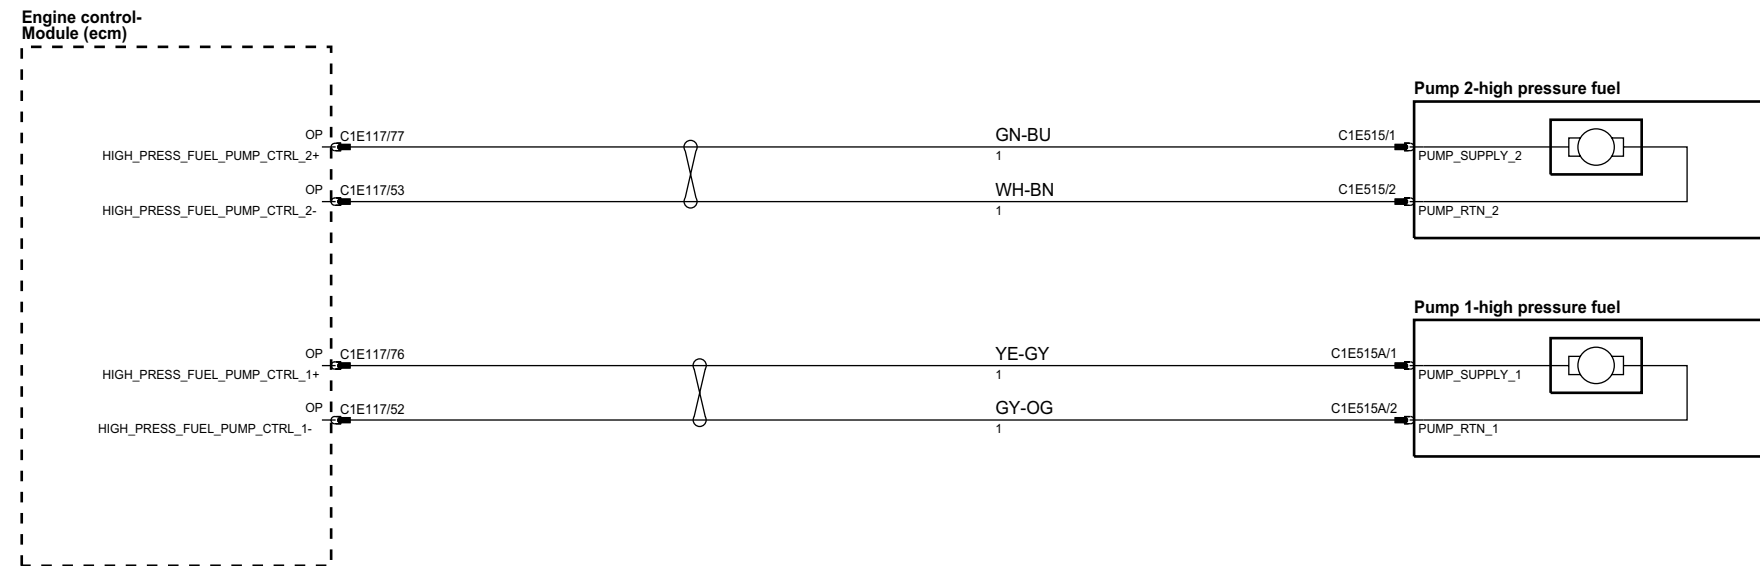 Engine control-
Module (ecm)
Pump 2-high pressure fuel
OP C1E117/77 GN-BU C1E515/1
HIGH_PRESS_FUEL_PUMP_CTRL_2+ 1 PUMP_SUPPLY_2
OP C1E117/53 WH-BN C1E515/2
HIGH_PRESS_FUEL_PUMP_CTRL_2- 1 PUMP_RTN_2
Pump 1-high pressure fuel
OP C1E117/76 YE-GY C1E515A/1
HIGH_PRESS_FUEL_PUMP_CTRL_1+ 1 PUMP_SUPPLY_1
OP C1E117/52 GY-OG C1E515A/2
HIGH_PRESS_FUEL_PUMP_CTRL_1- 1 PUMP_RTN_1